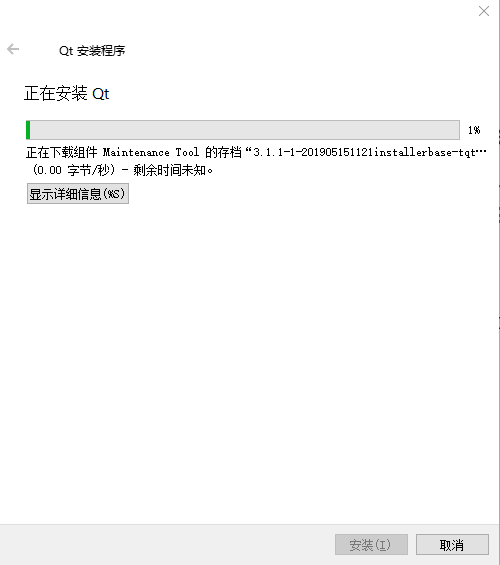 Qt 安装程序
正在安装 Qt
1%
正在下载组件 Maintenance Tool 的存档“3.1.1-1-201905151121installerbase-tqt…
(0.00 字节/秒) - 剩余时间未知。
显示详细信息(%S)
安装(I) 取消